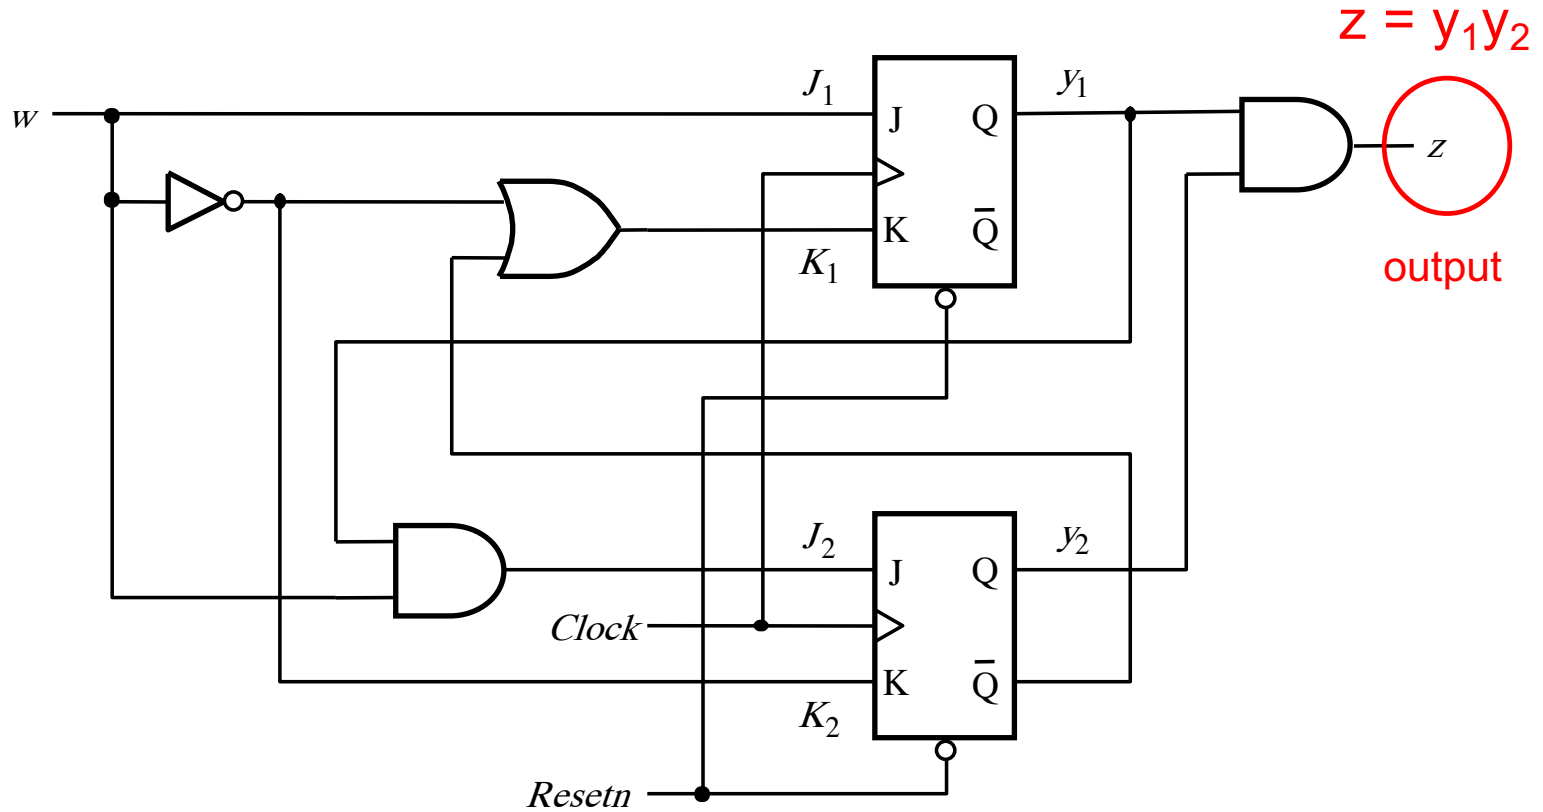 z = y₁y₂
w
J₁
J
Q
y₁
z
K
Q̅
K₁
output
J₂
J
Q
y₂
Clock
K
Q̅
K₂
Resetn